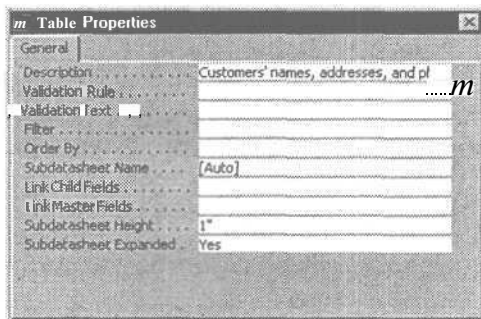 m Table Properties
General
Description . . . . . . . . . . . Customers' names, addresses, and pl
Validation Rule . . . . . . . . ..... m
Validation Text . . . . . . . .
Filter . . . . . . . . . . . . . . .
Order By . . . . . . . . . . . .
Subdatasheet Name . . . . [Auto]
Link Child Fields . . . . . . .
Link Master Fields . . . . . .
Subdatasheet Height . . . . 1"
Subdatasheet Expanded . Yes